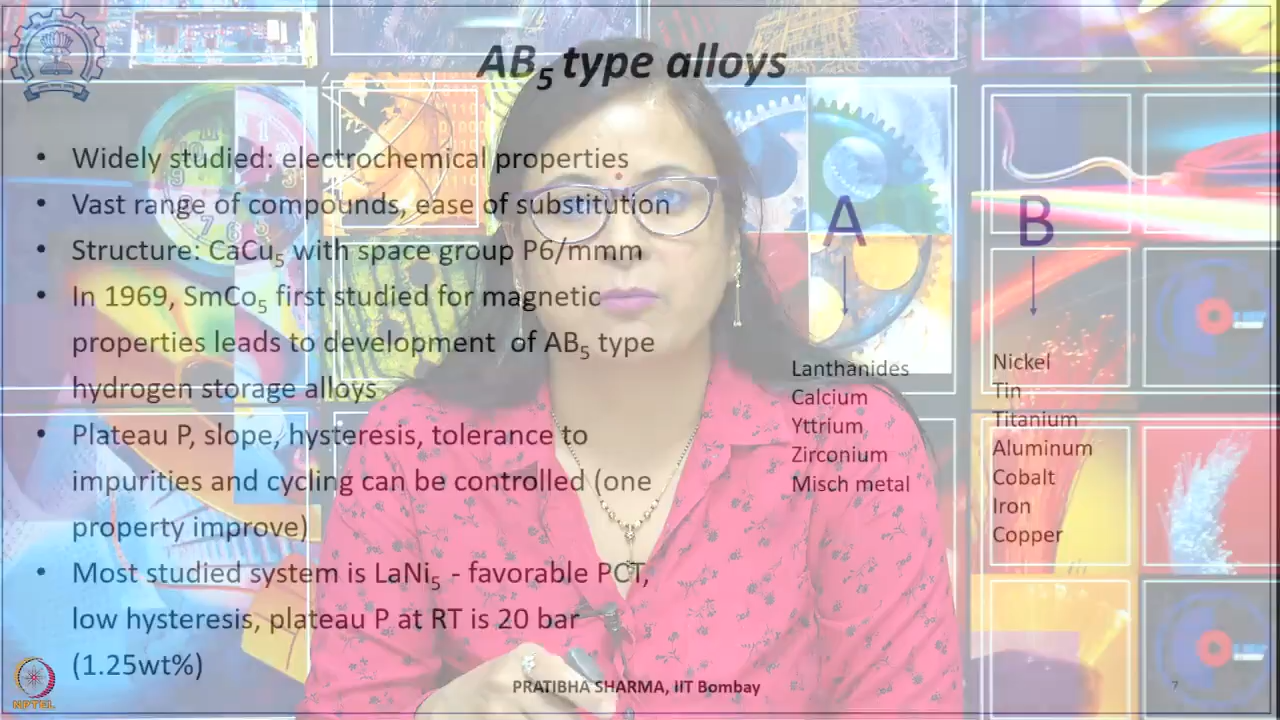 AB5 type alloys
• Widely studied: electrochemical properties
• Vast range of compounds, ease of substitution
• Structure: CaCu5 with space group P6/mmm
• In 1969, SmCo5 first studied for magnetic
properties leads to development of AB5 type
hydrogen storage alloys
• Plateau P, slope, hysteresis, tolerance to
impurities and cycling can be controlled (one
property improve)
• Most studied system is LaNi5 - favorable PCT,
low hysteresis, plateau P at RT is 20 bar
(1.25wt%)
A
Lanthanides
Calcium
Yttrium
Zirconium
Misch metal
B
Nickel
Tin
Titanium
Aluminum
Cobalt
Iron
Copper
NPTEL
PRATIBHA SHARMA, IIT Bombay
7